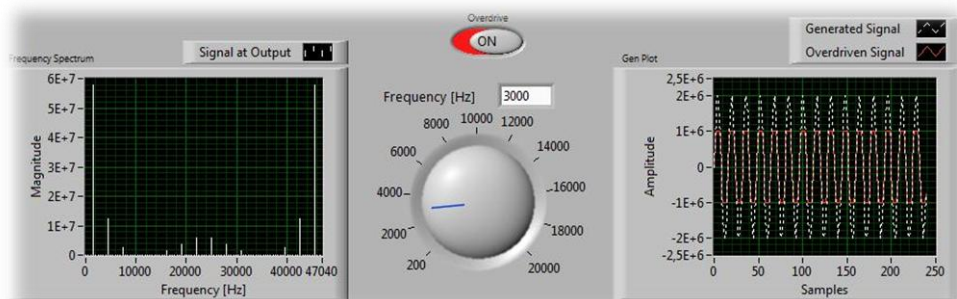 Overdrive
ON
Signal at Output
Generated Signal
Overdriven Signal
Frequency Spectrum
Gen Plot
6E+7
5E+7
4E+7
3E+7
2E+7
1E+7
0
Magnitude
0
10000
20000
30000
40000
47040
Frequency [Hz]
Frequency [Hz]
3000
200
2000
4000
6000
8000
10000
12000
14000
16000
18000
20000
2,5E+6
2E+6
1E+6
0
-1E+6
-2E+6
-2,5E+6
Amplitude
0
50
100
150
200
250
Samples